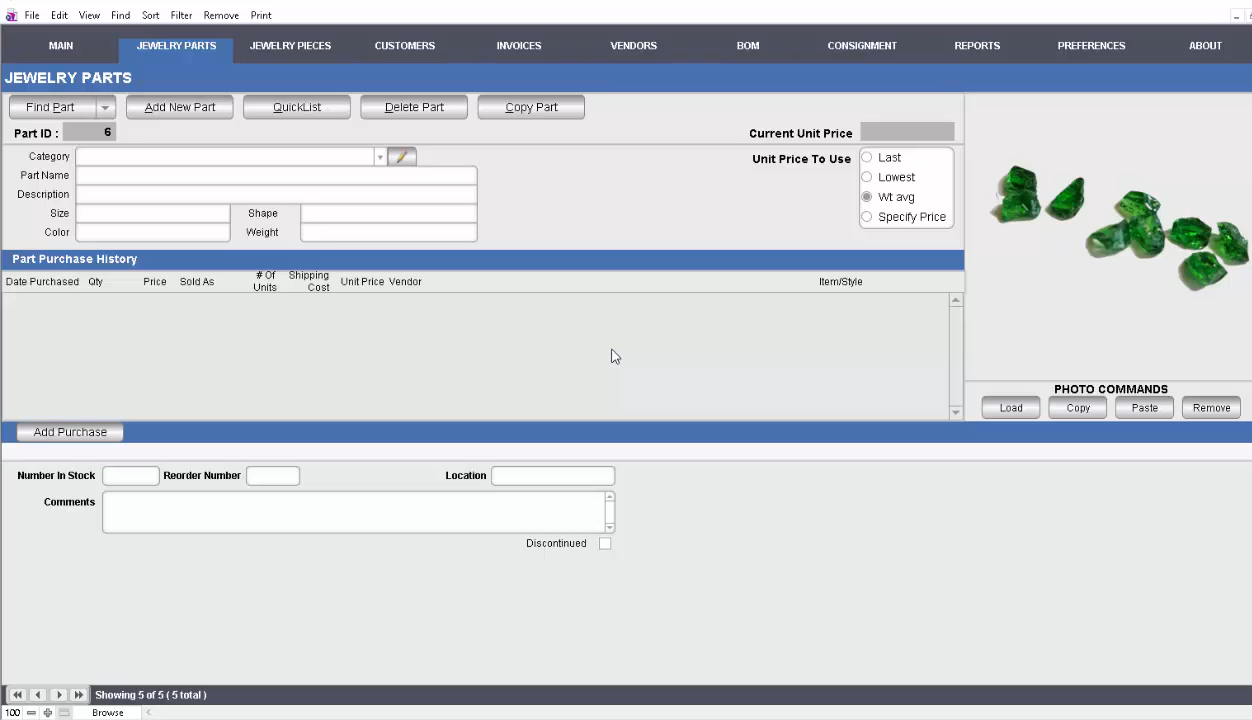 File Edit View Find Sort Filter Remove Print
MAIN JEWELRY PARTS JEWELRY PIECES CUSTOMERS INVOICES VENDORS BOM CONSIGNMENT REPORTS PREFERENCES ABOUT
JEWELRY PARTS
Find Part Add New Part QuickList Delete Part Copy Part
Part ID : 6 Current Unit Price
Category Unit Price To Use Last
Part Name Lowest
Description Wt avg
Size Shape Specify Price
Color Weight
Part Purchase History
Date Purchased Qty Price Sold As # Of Units Shipping Cost Unit Price Vendor Item/Style
PHOTO COMMANDS
Load Copy Paste Remove
Add Purchase
Number In Stock Reorder Number Location
Comments
Discontinued
Showing 5 of 5 ( 5 total )
100 Browse